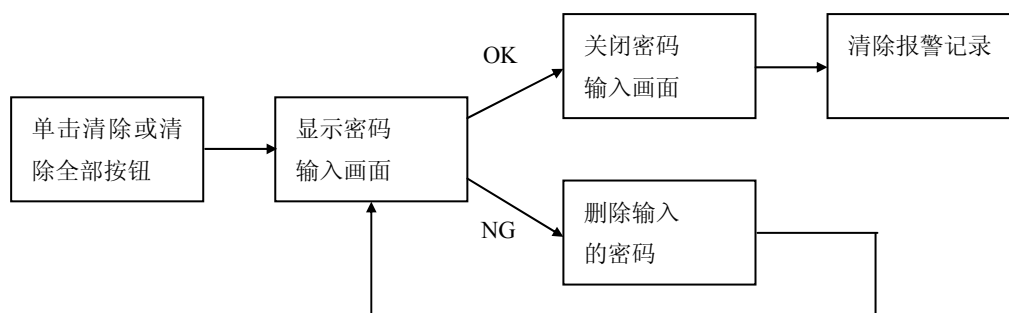 单击清除或清
除全部按钮
显示密码
输入画面
OK
关闭密码
输入画面
清除报警记录
NG
删除输入
的密码